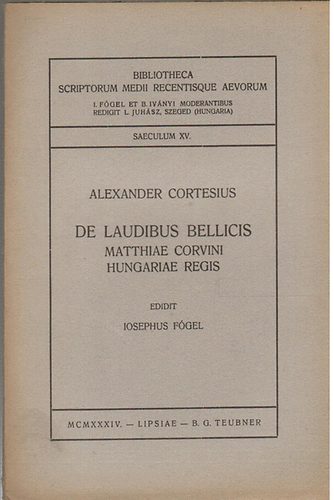 BIBLIOTHECA
SCRIPTORUM MEDII RECENTISQUE AEVORUM
I. FÓGEL ET B. IVÁNYI MODERANTIBUS
REDIGIT L. JUHÁSZ, SZEGED (HUNGARIA)
SAECULUM XV.
ALEXANDER CORTESIUS
DE LAUDIBUS BELLICIS
MATTHIAE CORVINI
HUNGARIAE REGIS
EDIDIT
IOSEPHUS FÓGEL
MCMXXXIV. — LIPSIAE — B. G. TEUBNER